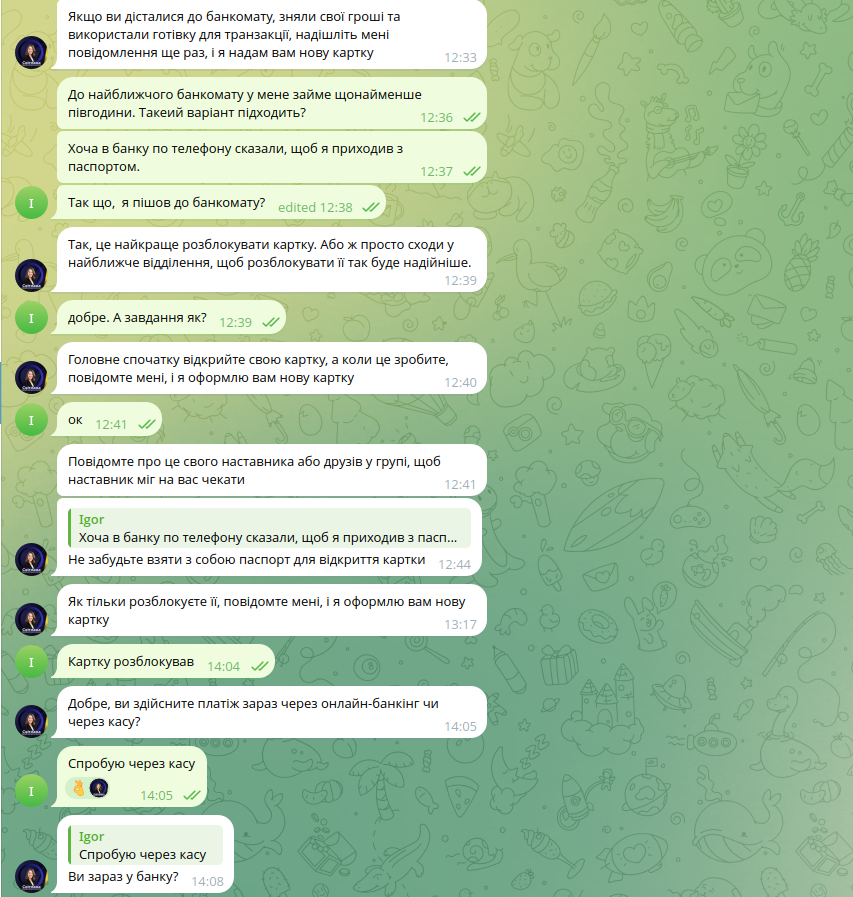 Якщо ви дісталися до банкомату, зняли свої гроші та
використали готівку для транзакції, надішліть мені
повідомлення ще раз, і я надам вам нову картку
12:33
До найближчого банкомату у мене займе щонайменше
півгодини. Такеий варіант підходить?
12:36
Хоча в банку по телефону сказали, щоб я приходив з
паспортом.
12:37
I
Так що, я пішов до банкомату?
edited 12:38
Так, це найкраще розблокувати картку. Або ж просто сходи у
найближче відділення, щоб розблокувати її так буде надійніше.
12:39
I
добре. А завдання як?
12:39
Головне спочатку відкрийте свою картку, а коли це зробите,
повідомте мені, і я оформлю вам нову картку
12:40
I
ок
12:41
Повідомте про це свого наставника або друзів у групі, щоб
наставник міг на вас чекати
12:41
Igor
Хоча в банку по телефону сказали, щоб я приходив з пасп...
Не забудьте взяти з собою паспорт для відкриття картки
12:44
Як тільки розблокуєте її, повідомте мені, і я оформлю вам нову
картку
13:17
I
Картку розблокував
14:04
Добре, ви здійсните платіж зараз через онлайн-банкінг чи
через касу?
14:05
Спробую через касу
I
14:05
Igor
Спробую через касу
Ви зараз у банку?
14:08